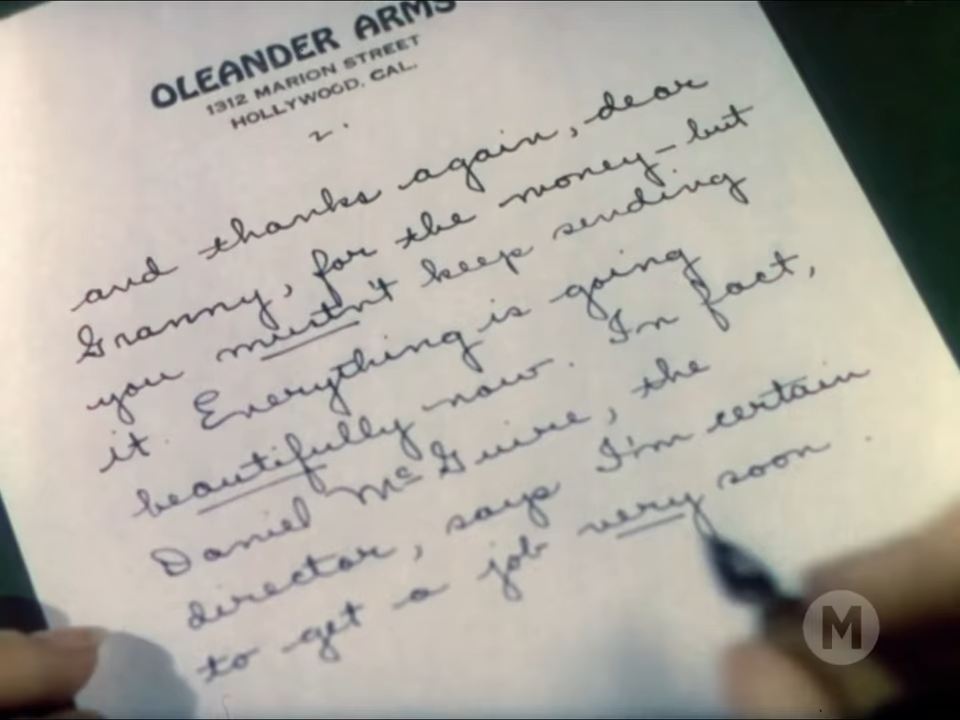 OLEANDER ARMS
1312 MARION STREET
HOLLYWOOD, CAL.
2.
and thanks again, dear
Granny, for the money - but
you mustn't keep sending
it. Everything is going
beautifully now. In fact,
Daniel McGuire, the
director, says I'm certain
to get a job very soon.
M